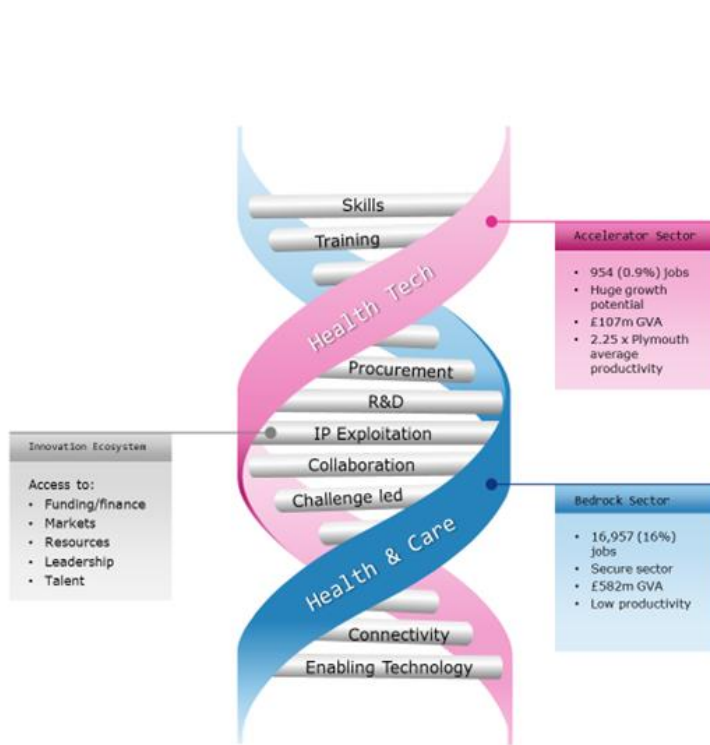 Skills
Training
Health Tech
Procurement
R&D
IP Exploitation
Collaboration
Challenge led
Health & Care
Connectivity
Enabling Technology
Accelerator Sector
• 954 (0.9%) jobs
• Huge growth
potential
• £107m GVA
• 2.25 x Plymouth
average
productivity
Innovation Ecosystem
Access to:
• Funding/finance
• Markets
• Resources
• Leadership
• Talent
Bedrock Sector
• 16,957 (16%)
jobs
• Secure sector
• £582m GVA
• Low productivity